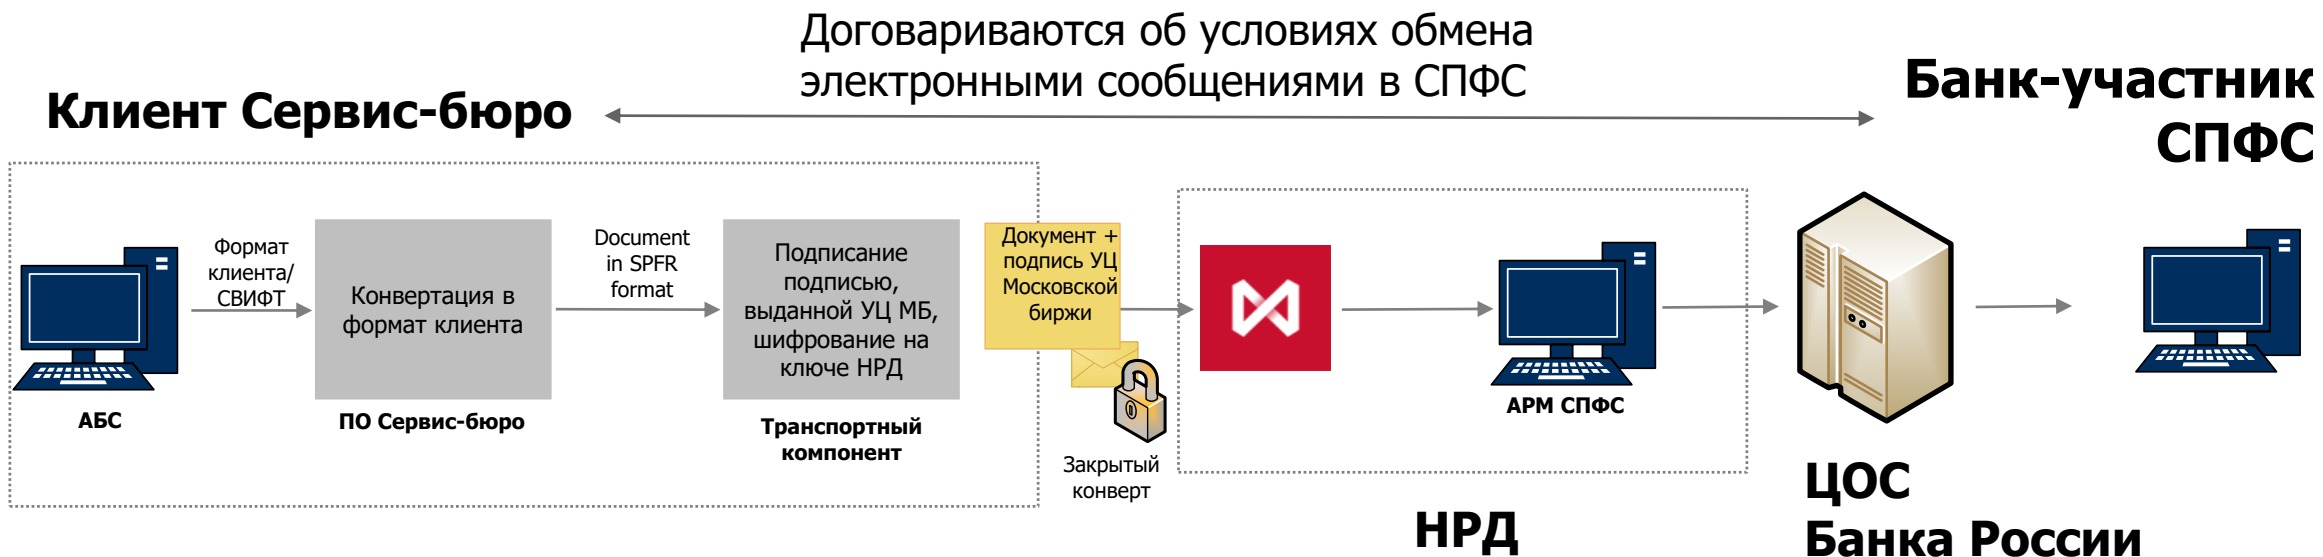 Договариваются об условиях обмена
электронными сообщениями в СПФС
Клиент Сервис-бюро
Банк-участник
СПФС
Формат
клиента/
СВИФТ
Конвертация в
формат клиента
Document
in SPFR
format
Подписание
подписью,
выданной УЦ МБ,
шифрование на
ключе НРД
Документ +
подпись УЦ
Московской
биржи
АБС
ПО Сервис-бюро
Транспортный
компонент
Закрытый
конверт
АРМ СПФС
НРД
ЦОС
Банка России